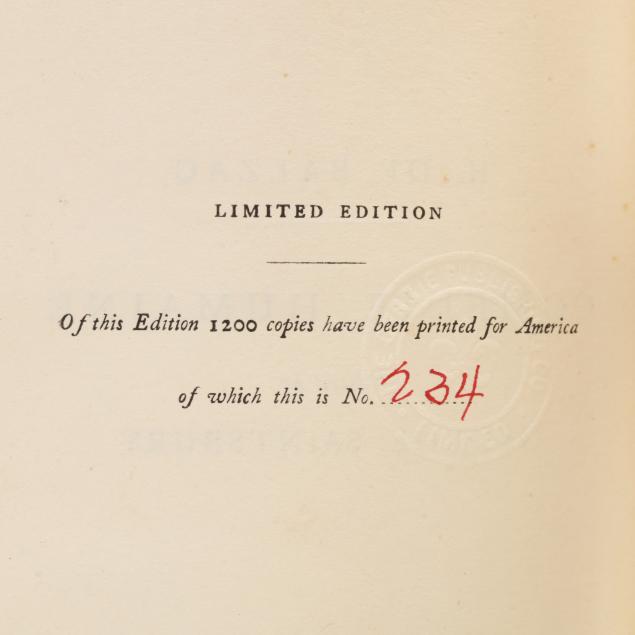 LIMITED EDITION
Of this Edition 1200 copies have been printed for America
of which this is No. 234